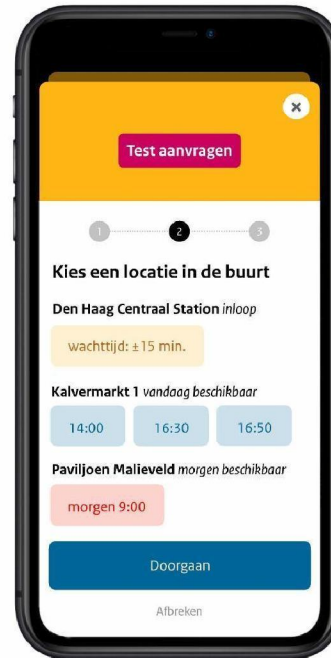 Test aanvragen
1 2 3
Kies een locatie in de buurt
Den Haag Centraal Station inloop
wachttijd: ±15 min.
Kalvermarkt 1 vandaag beschikbaar
14:00 16:30 16:50
Paviljoen Malieveld morgen beschikbaar
morgen 9:00
Doorgaan
Afbreken